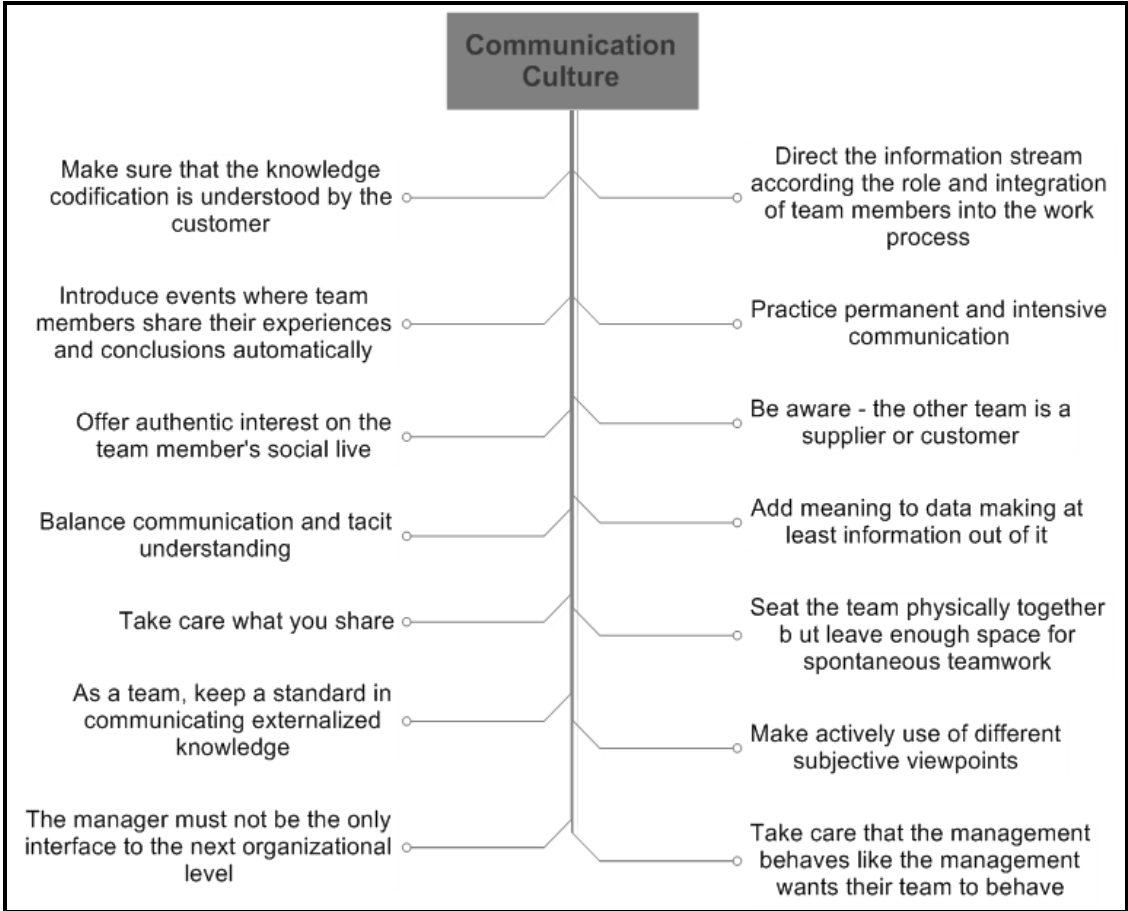 Communication
Culture
Make sure that the knowledge
codification is understood by the
customer
Introduce events where team
members share their experiences
and conclusions automatically
Offer authentic interest on the
team member's social live
Balance communication and tacit
understanding
Take care what you share
As a team, keep a standard in
communicating externalized
knowledge
The manager must not be the only
interface to the next organizational
level
Direct the information stream
according the role and integration
of team members into the work
process
Practice permanent and intensive
communication
Be aware - the other team is a
supplier or customer
Add meaning to data making at
least information out of it
Seat the team physically together
b ut leave enough space for
spontaneous teamwork
Make actively use of different
subjective viewpoints
Take care that the management
behaves like the management
wants their team to behave